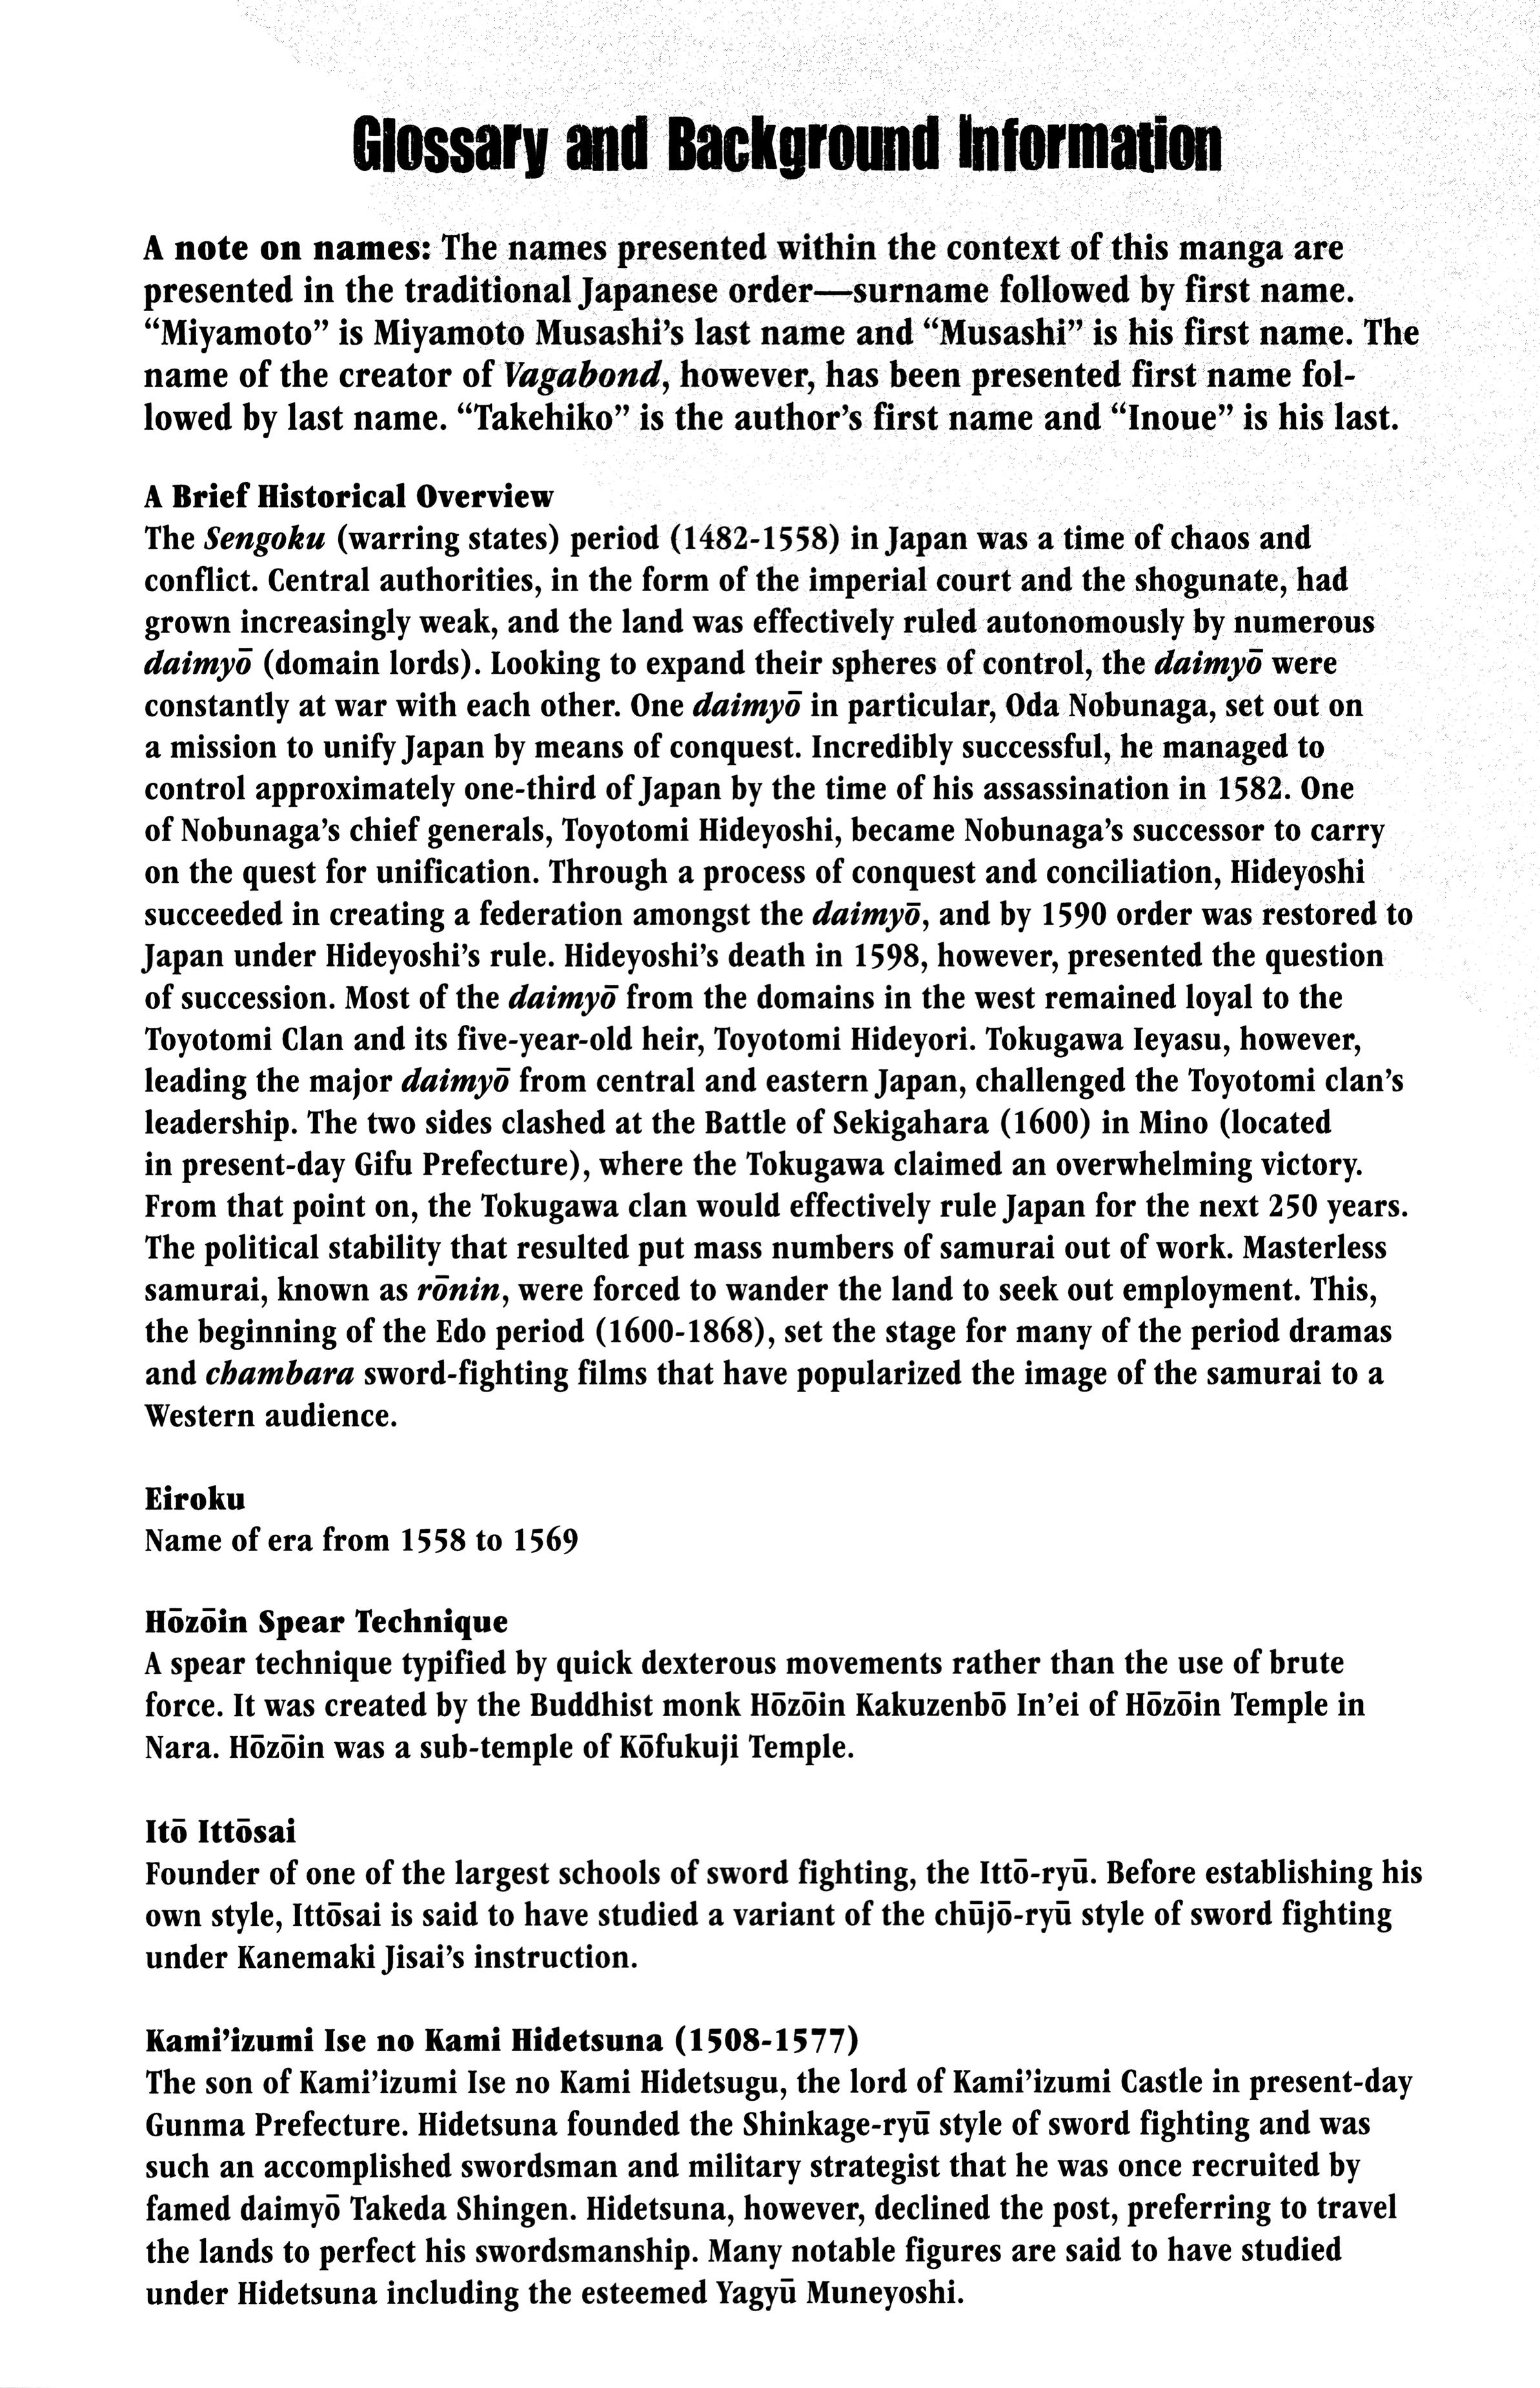 Glossary and Background Information
A note on names: The names presented within the context of this manga are
presented in the traditional Japanese order—surname followed by first name.
“Miyamoto” is Miyamoto Musashi’s last name and “Musashi” is his first name. The
name of the creator of Vagabond, however, has been presented first name fol-
lowed by last name. “Takehiko” is the author’s first name and “Inoue” is his last.
A Brief Historical Overview
The Sengoku (warring states) period (1482-1558) in Japan was a time of chaos and
conflict. Central authorities, in the form of the imperial court and the shogunate, had
grown increasingly weak, and the land was effectively ruled autonomously by numerous
daimyō (domain lords). Looking to expand their spheres of control, the daimyō were
constantly at war with each other. One daimyō in particular, Oda Nobunaga, set out on
a mission to unify Japan by means of conquest. Incredibly successful, he managed to
control approximately one-third of Japan by the time of his assassination in 1582. One
of Nobunaga’s chief generals, Toyotomi Hideyoshi, became Nobunaga’s successor to carry
on the quest for unification. Through a process of conquest and conciliation, Hideyoshi
succeeded in creating a federation amongst the daimyō, and by 1590 order was restored to
Japan under Hideyoshi’s rule. Hideyoshi’s death in 1598, however, presented the question
of succession. Most of the daimyō from the domains in the west remained loyal to the
Toyotomi Clan and its five-year-old heir, Toyotomi Hideyori. Tokugawa Ieyasu, however,
leading the major daimyō from central and eastern Japan, challenged the Toyotomi clan’s
leadership. The two sides clashed at the Battle of Sekigahara (1600) in Mino (located
in present-day Gifu Prefecture), where the Tokugawa claimed an overwhelming victory.
From that point on, the Tokugawa clan would effectively rule Japan for the next 250 years.
The political stability that resulted put mass numbers of samurai out of work. Masterless
samurai, known as rōnin, were forced to wander the land to seek out employment. This,
the beginning of the Edo period (1600-1868), set the stage for many of the period dramas
and chambara sword-fighting films that have popularized the image of the samurai to a
Western audience.
Eiroku
Name of era from 1558 to 1569
Hōzōin Spear Technique
A spear technique typified by quick dexterous movements rather than the use of brute
force. It was created by the Buddhist monk Hōzōin Kakuzenbō In’ei of Hōzōin Temple in
Nara. Hōzōin was a sub-temple of Kōfukuji Temple.
Itō Ittōsai
Founder of one of the largest schools of sword fighting, the Ittō-ryū. Before establishing his
own style, Ittōsai is said to have studied a variant of the chūjō-ryū style of sword fighting
under Kanemaki Jisai’s instruction.
Kami’izumi Ise no Kami Hidetsuna (1508-1577)
The son of Kami’izumi Ise no Kami Hidetsugu, the lord of Kami’izumi Castle in present-day
Gunma Prefecture. Hidetsuna founded the Shinkage-ryū style of sword fighting and was
such an accomplished swordsman and military strategist that he was once recruited by
famed daimyō Takeda Shingen. Hidetsuna, however, declined the post, preferring to travel
the lands to perfect his swordsmanship. Many notable figures are said to have studied
under Hidetsuna including the esteemed Yagyū Muneyoshi.